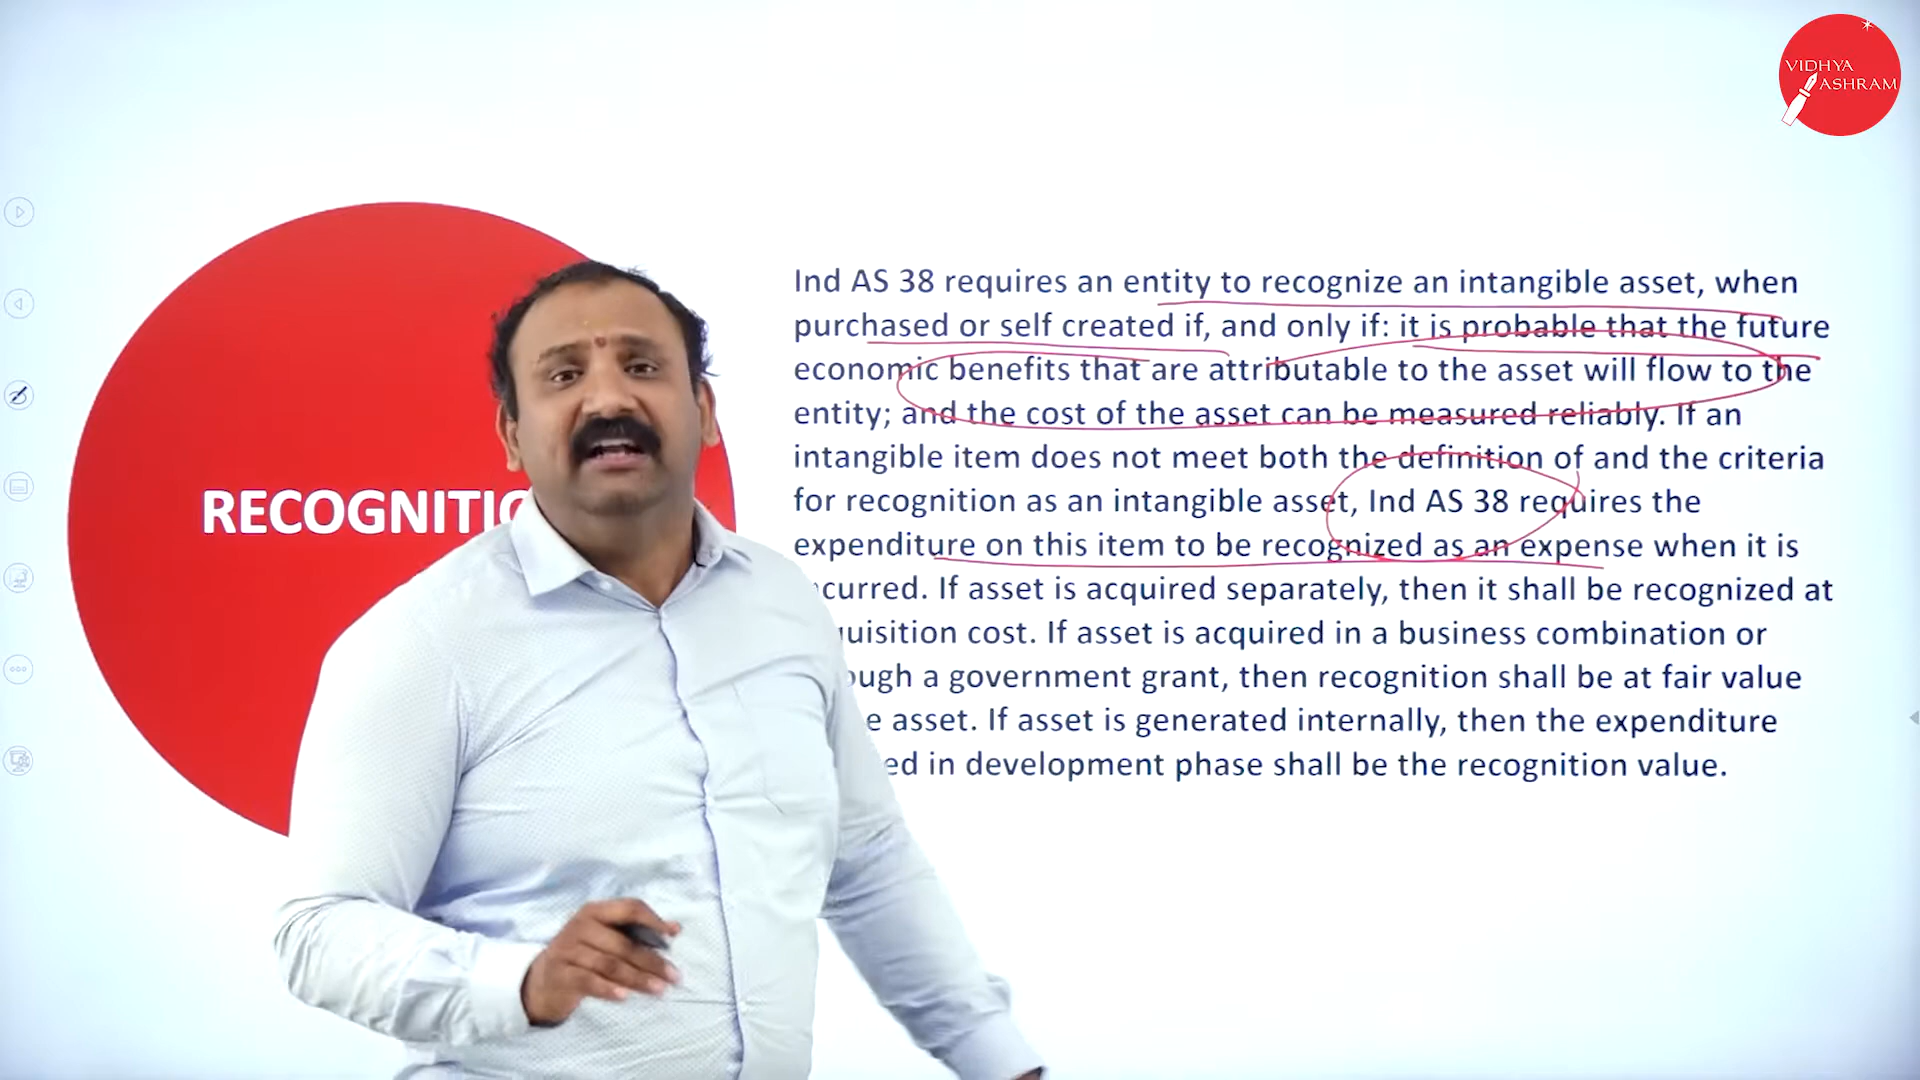 VIDHYA
ASHRAM
RECOGNITIO
Ind AS 38 requires an entity to recognize an intangible asset, when
purchased or self created if, and only if: it is probable that the future
economic benefits that are attributable to the asset will flow to the
entity; and the cost of the asset can be measured reliably. If an
intangible item does not meet both the definition of and the criteria
for recognition as an intangible asset, Ind AS 38 requires the
expenditure on this item to be recognized as an expense when it is
curred. If asset is acquired separately, then it shall be recognized at
uisition cost. If asset is acquired in a business combination or
ough a government grant, then recognition shall be at fair value
e asset. If asset is generated internally, then the expenditure
ed in development phase shall be the recognition value.